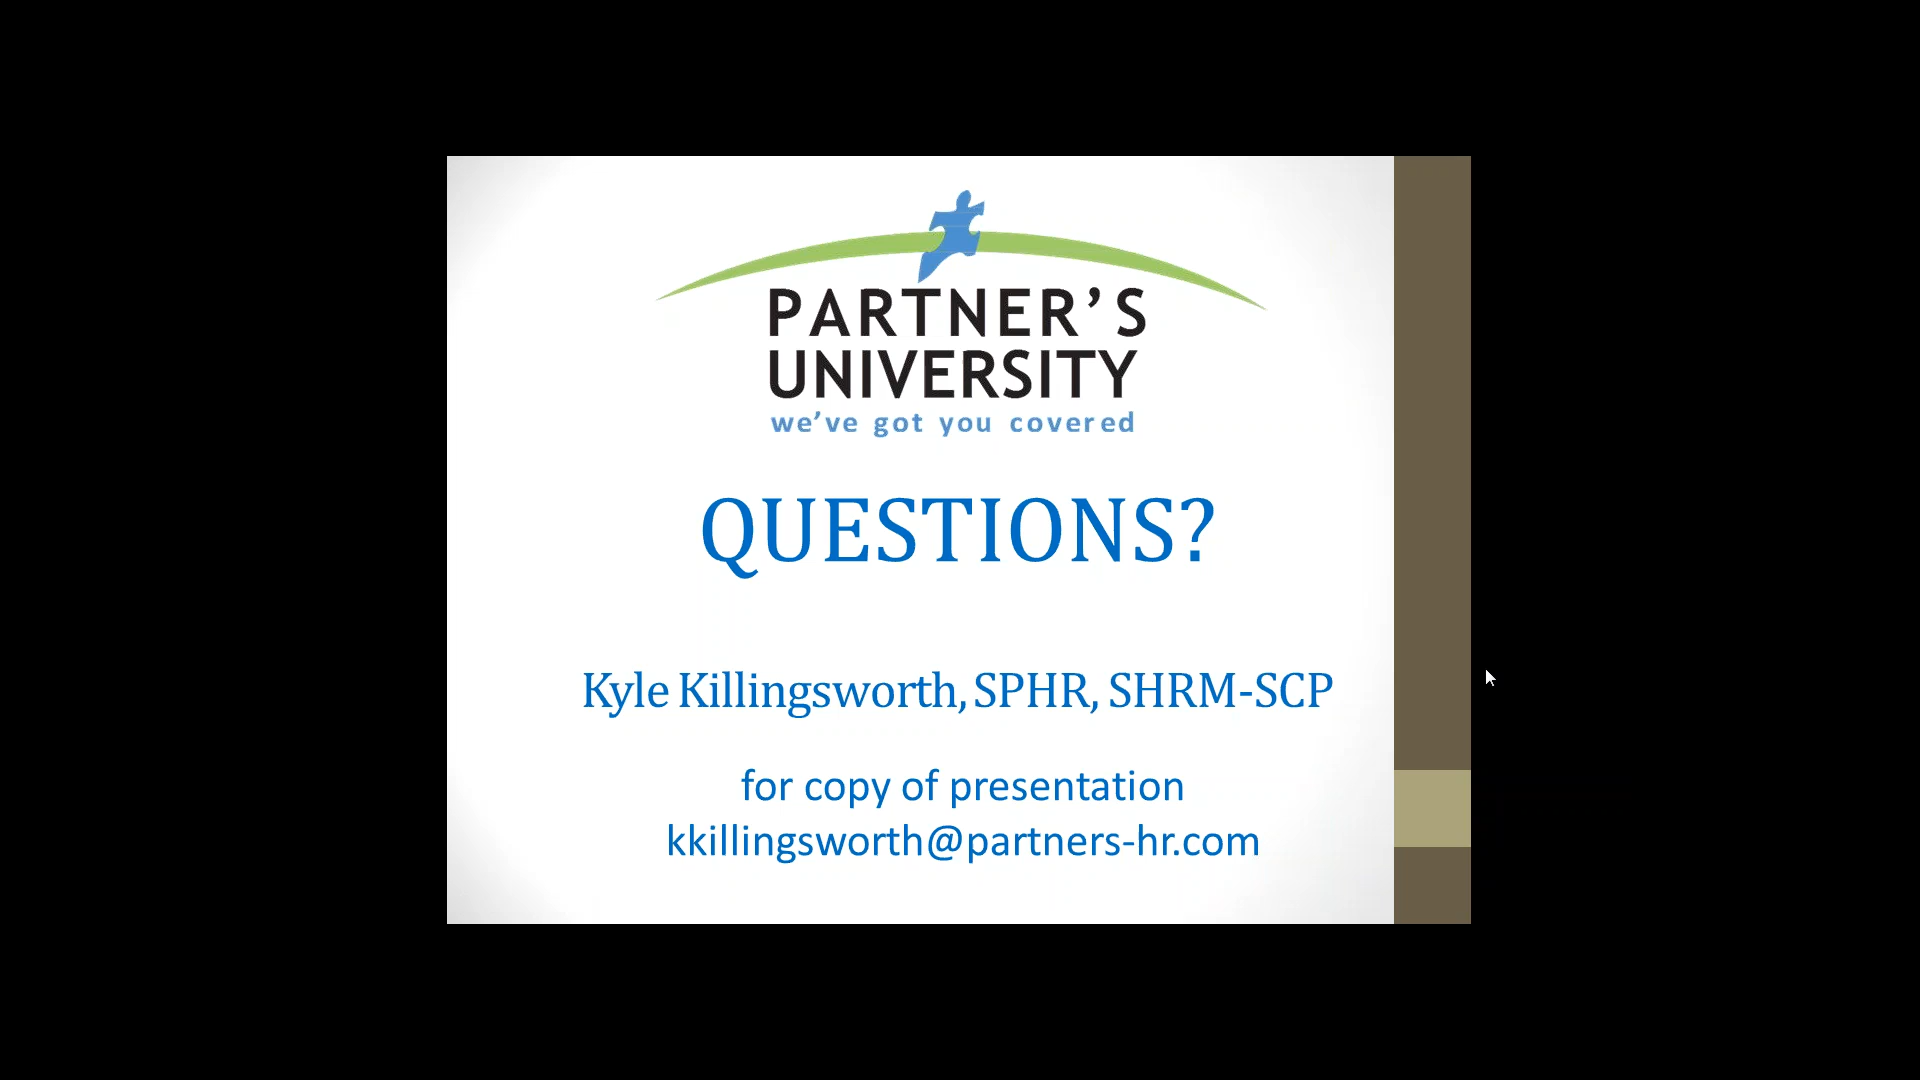 PARTNER’S
UNIVERSITY
we’ve got you covered
QUESTIONS?
Kyle Killingsworth, SPHR, SHRM-SCP
for copy of presentation
kkillingsworth@partners-hr.com